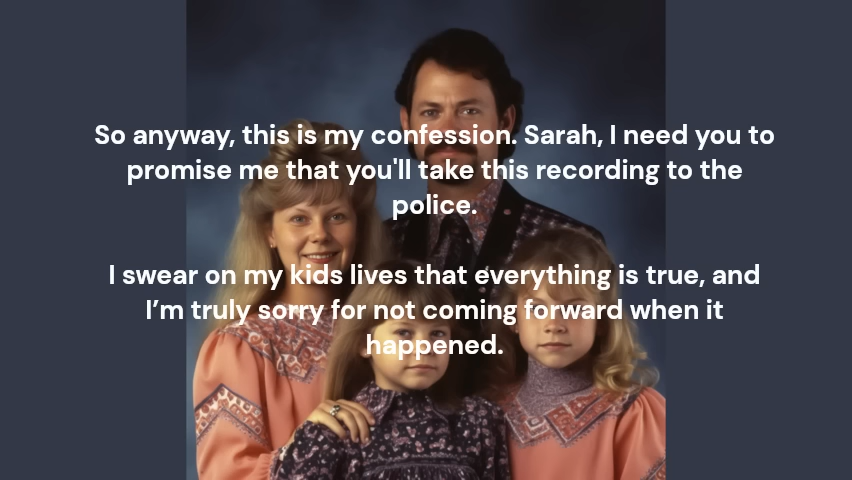 So anyway, this is my confession. Sarah, I need you to
promise me that you'll take this recording to the
police.
I swear on my kids lives that everything is true, and
I’m truly sorry for not coming forward when it
happened.